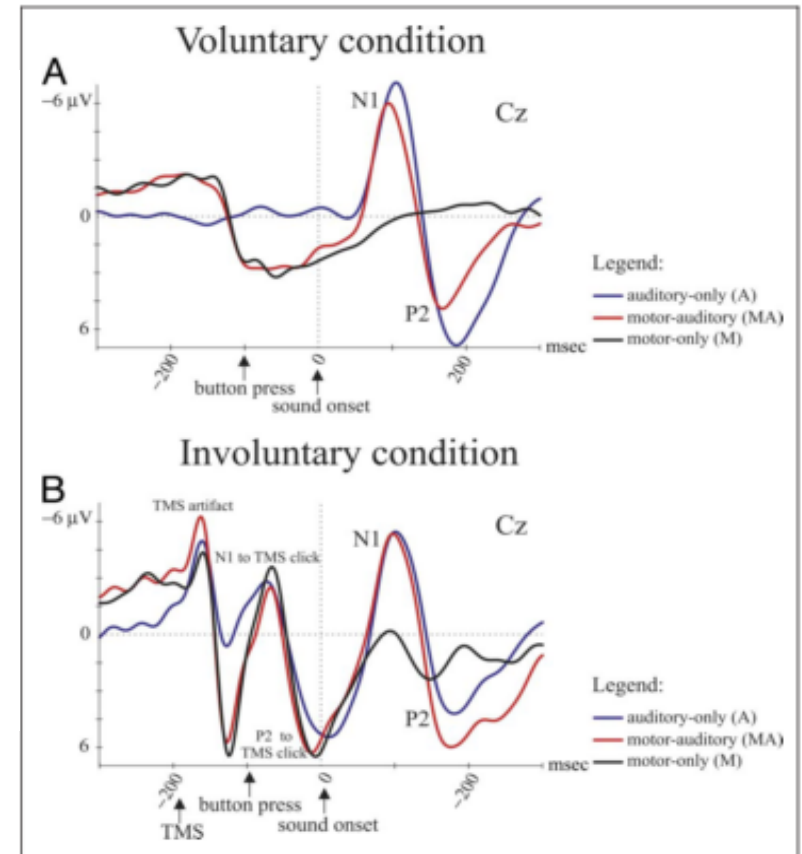 Voluntary condition
A
−6 µV
N1
Cz
0
P2
6
Legend:
auditory-only (A)
motor-auditory (MA)
motor-only (M)
msec
−200
0
200
button press
sound onset
Involuntary condition
B
TMS artifact
−6 µV
N1
Cz
N1 to TMS click
0
P2
P2 to
TMS click
6
Legend:
auditory-only (A)
motor-auditory (MA)
motor-only (M)
msec
−200
0
−200
button press
TMS
sound onset